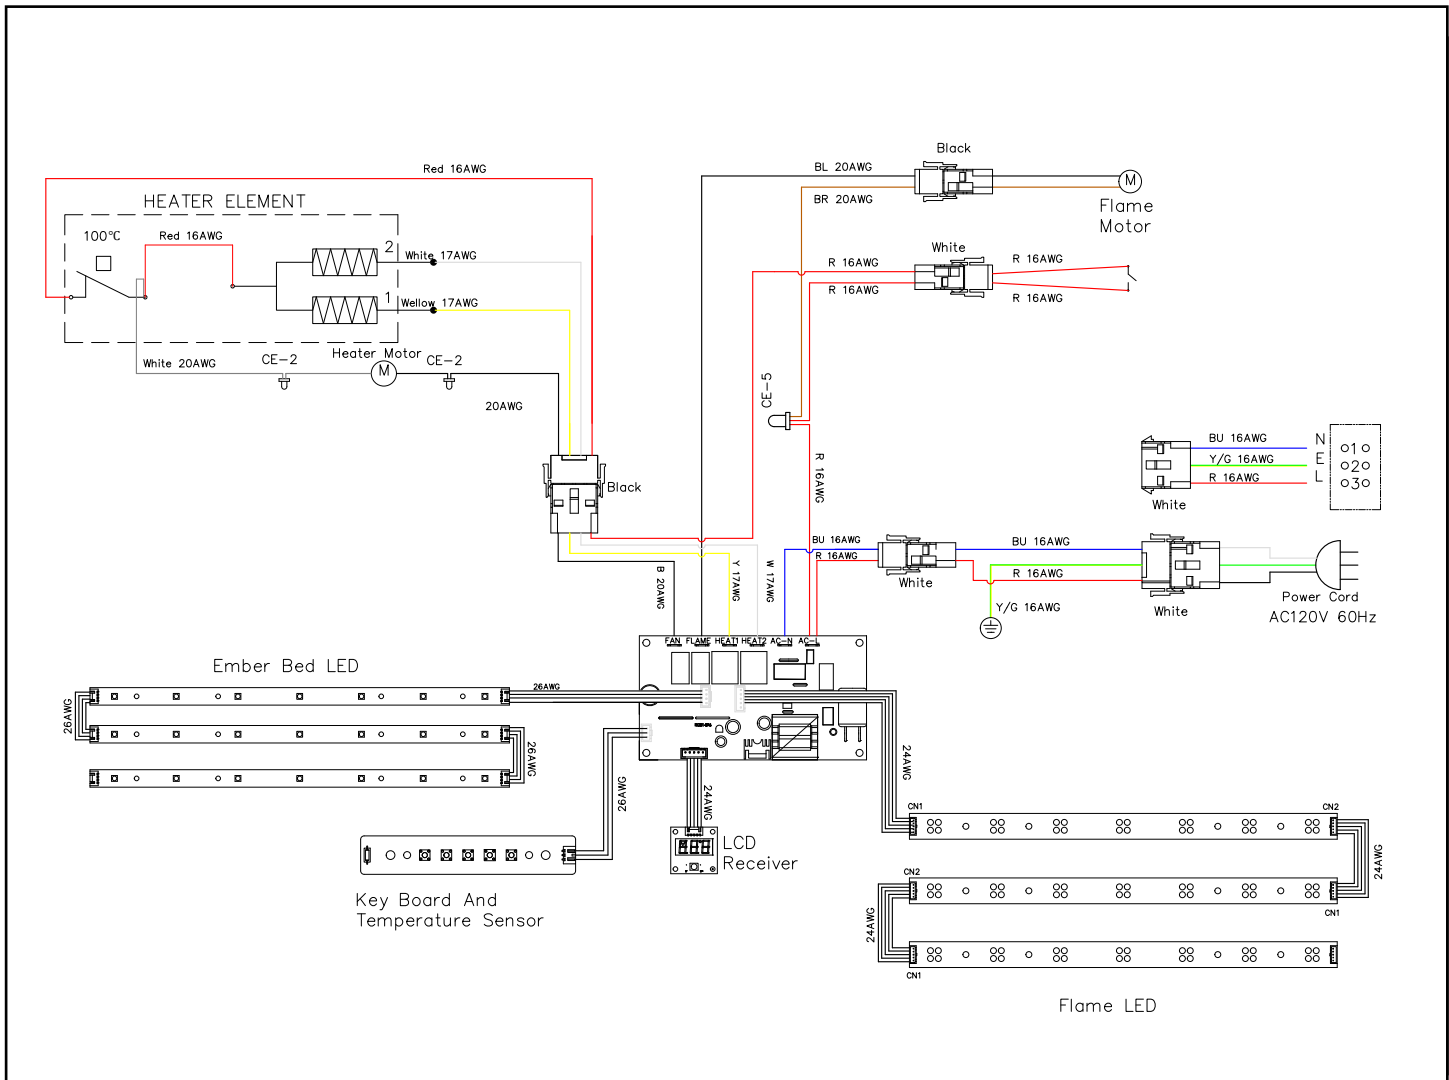 Black
BL 20AWG
Red 16AWG
M
BR 20AWG
HEATER ELEMENT
Flame
Motor
100℃
Red 16AWG
2
White 17AWG
White
R 16AWG
R 16AWG
R 16AWG
R 16AWG
1
Wellow 17AWG
Heater Motor
White 20AWG
CE-2
M
CE-2
CE-5
20AWG
R 16AWG
BU 16AWG
N
1
Y/G 16AWG
E
2
R 16AWG
L
3
White
Black
BU 16AWG
R 16AWG
White
BU 16AWG
R 16AWG
Y/G 16AWG
White
Power Cord
AC120V 60Hz
B 20AWG
Y 17AWG
W 17AWG
FAN
FLAME
HEAT1
HEAT2
AC-N
AC-L
Ember Bed LED
26AWG
26AWG
26AWG
26AWG
24AWG
LCD
Receiver
Key Board And
Temperature Sensor
24AWG
CN1
CN2
24AWG
CN2
CN1
24AWG
CN1
Flame LED